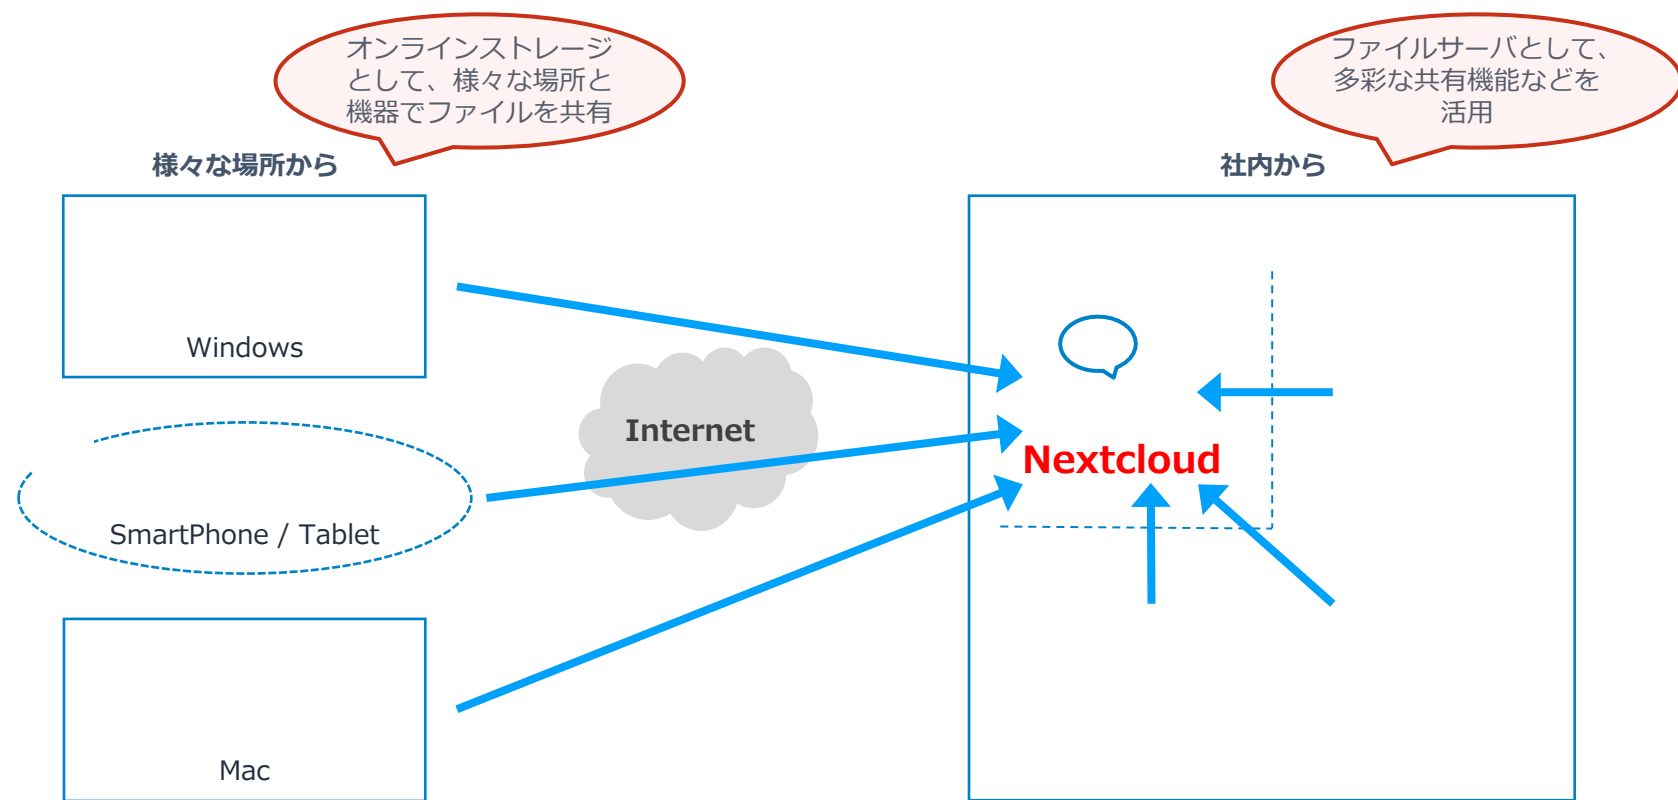 オンラインストレージ
として、様々な場所と
機器でファイルを共有
ファイルサーバとして、
多彩な共有機能などを
活用
様々な場所から
社内から
Windows
Internet
Nextcloud
SmartPhone / Tablet
Mac